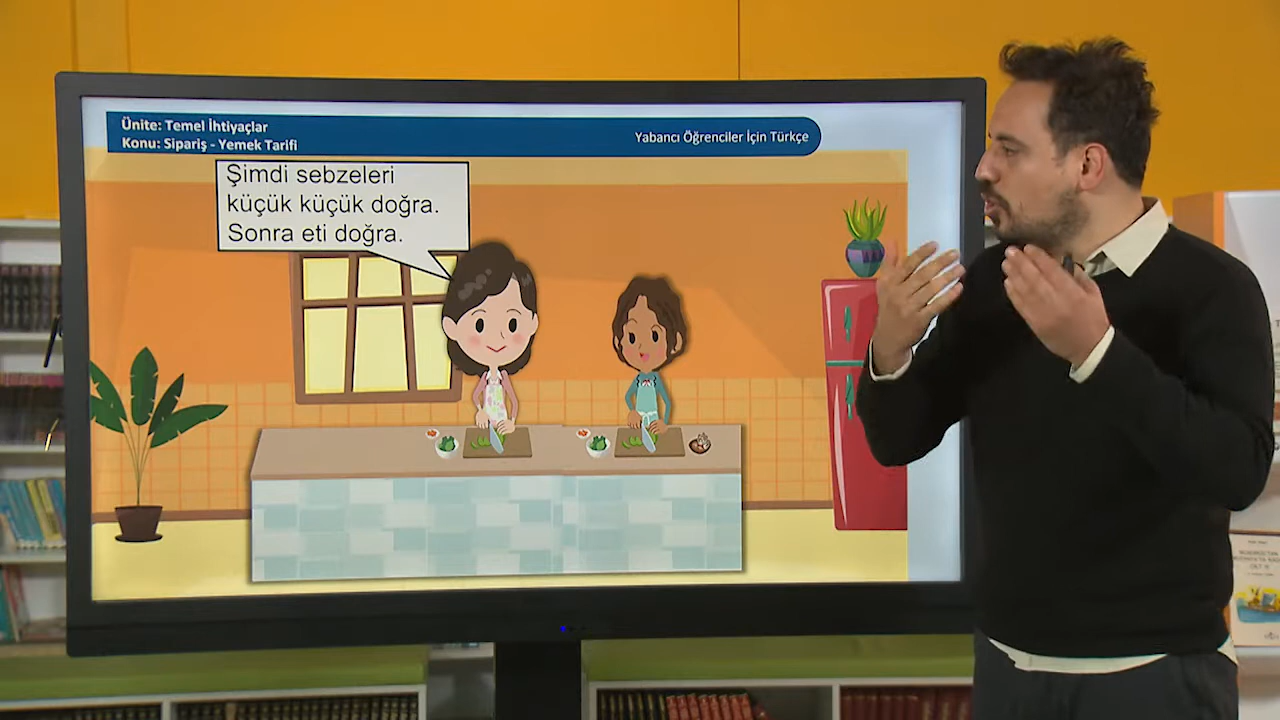 Ünite: Temel İhtiyaçlar
Konu: Sipariş - Yemek Tarifi
Yabancı Öğrenciler İçin Türkçe
Şimdi sebzeleri
küçük küçük doğra.
Sonra eti doğra.